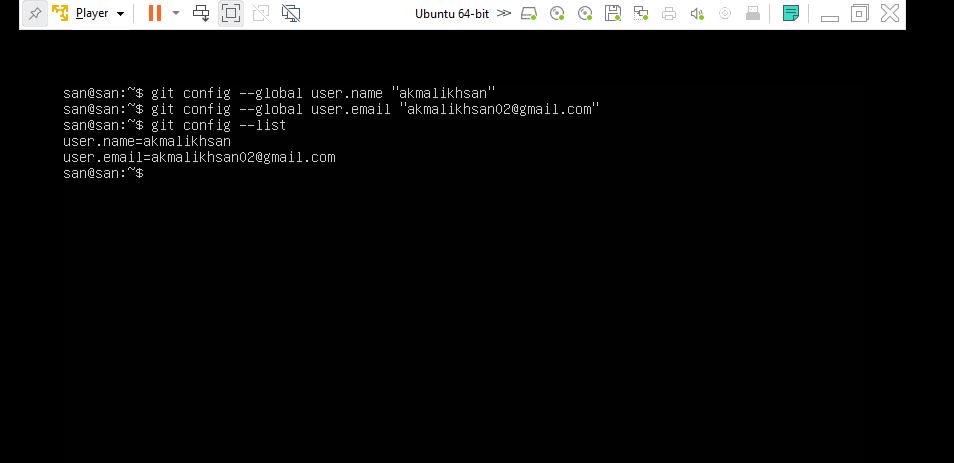 Player
Ubuntu 64-bit
san@san:~$ git config --global user.name "akmalikhsan"
san@san:~$ git config --global user.email "akmalikhsan02@gmail.com"
san@san:~$ git config --list
user.name=akmalikhsan
user.email=akmalikhsan02@gmail.com
san@san:~$